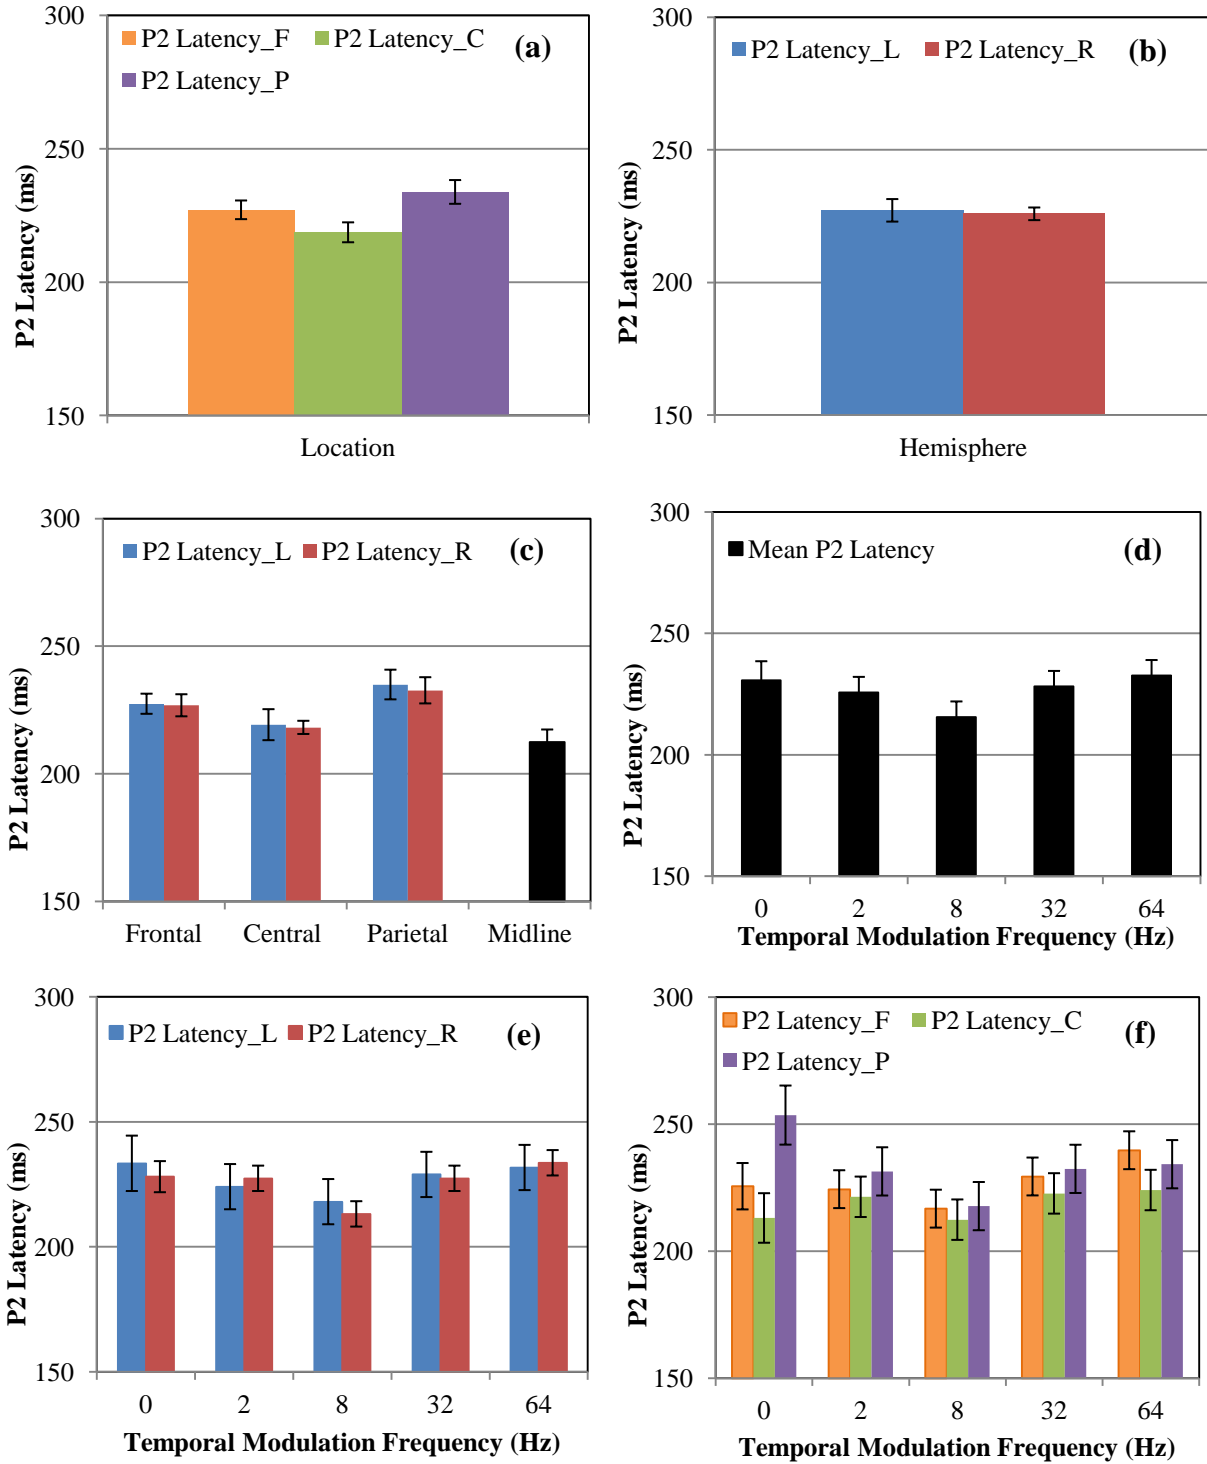 300
250
200
150
P2 Latency (ms)
P2 Latency_F P2 Latency_C
P2 Latency_P
(a)
Location
300
250
200
150
P2 Latency (ms)
P2 Latency_L P2 Latency_R
(b)
Hemisphere
300
250
200
150
P2 Latency (ms)
P2 Latency_L P2 Latency_R
(c)
Frontal Central Parietal Midline
300
250
200
150
P2 Latency (ms)
Mean P2 Latency
(d)
0 2 8 32 64
Temporal Modulation Frequency (Hz)
300
250
200
150
P2 Latency (ms)
P2 Latency_L P2 Latency_R
(e)
0 2 8 32 64
Temporal Modulation Frequency (Hz)
300
250
200
150
P2 Latency (ms)
P2 Latency_F P2 Latency_C
P2 Latency_P
(f)
0 2 8 32 64
Temporal Modulation Frequency (Hz)